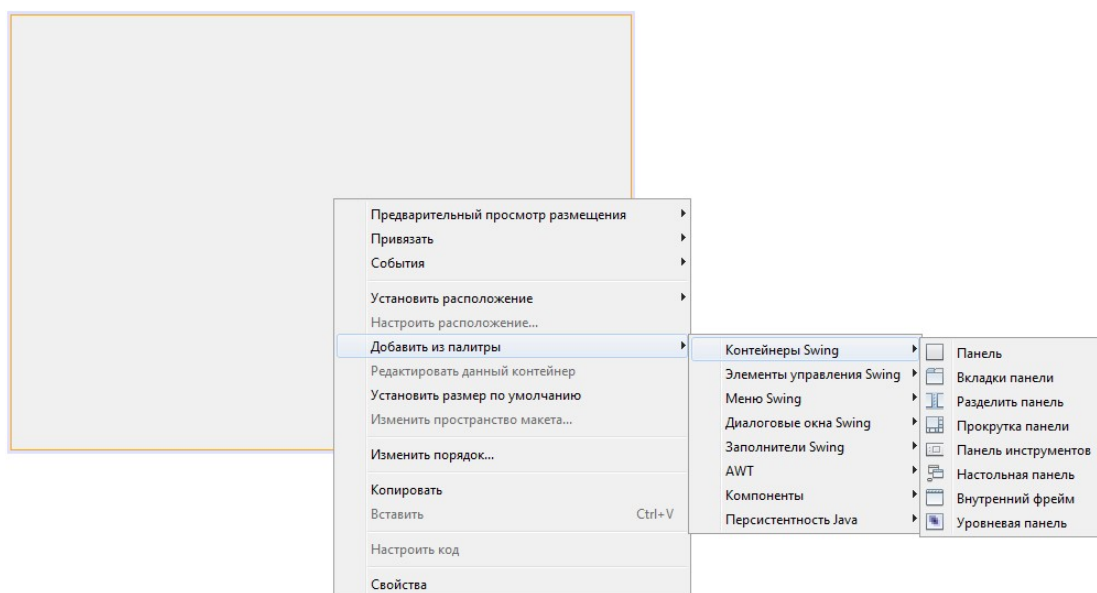 Предварительный просмотр размещения
Привязать
События
Установить расположение
Настроить расположение...
Добавить из палитры
Редактировать данный контейнер
Установить размер по умолчанию
Изменить пространство макета...
Изменить порядок...
Копировать
Вставить Ctrl+V
Настроить код
Свойства
Контейнеры Swing
Элементы управления Swing
Меню Swing
Диалоговые окна Swing
Заполнители Swing
AWT
Компоненты
Персистентность Java
Панель
Вкладки панели
Разделить панель
Прокрутка панели
Панель инструментов
Настольная панель
Внутренний фрейм
Уровневая панель